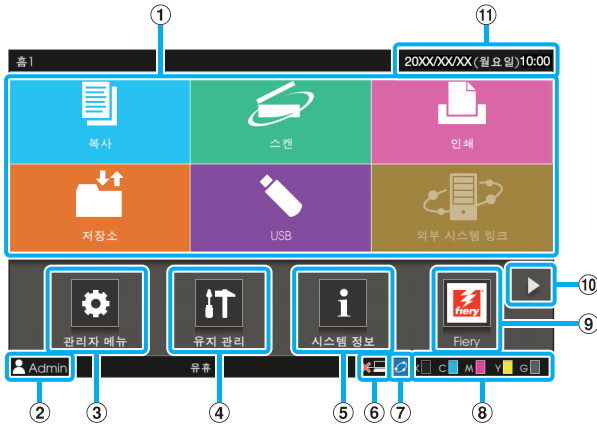 ① ⑪
홈1 20XX/XX/XX(월요일)10:00
복사 스캔 인쇄
저장소 USB 외부 시스템 링크
⑩
fiery
⑨
관리자 메뉴 유지 관리 시스템 정보 Fiery
Admin 유휴 K C M Y G
② ③ ④ ⑤ ⑥ ⑦ ⑧